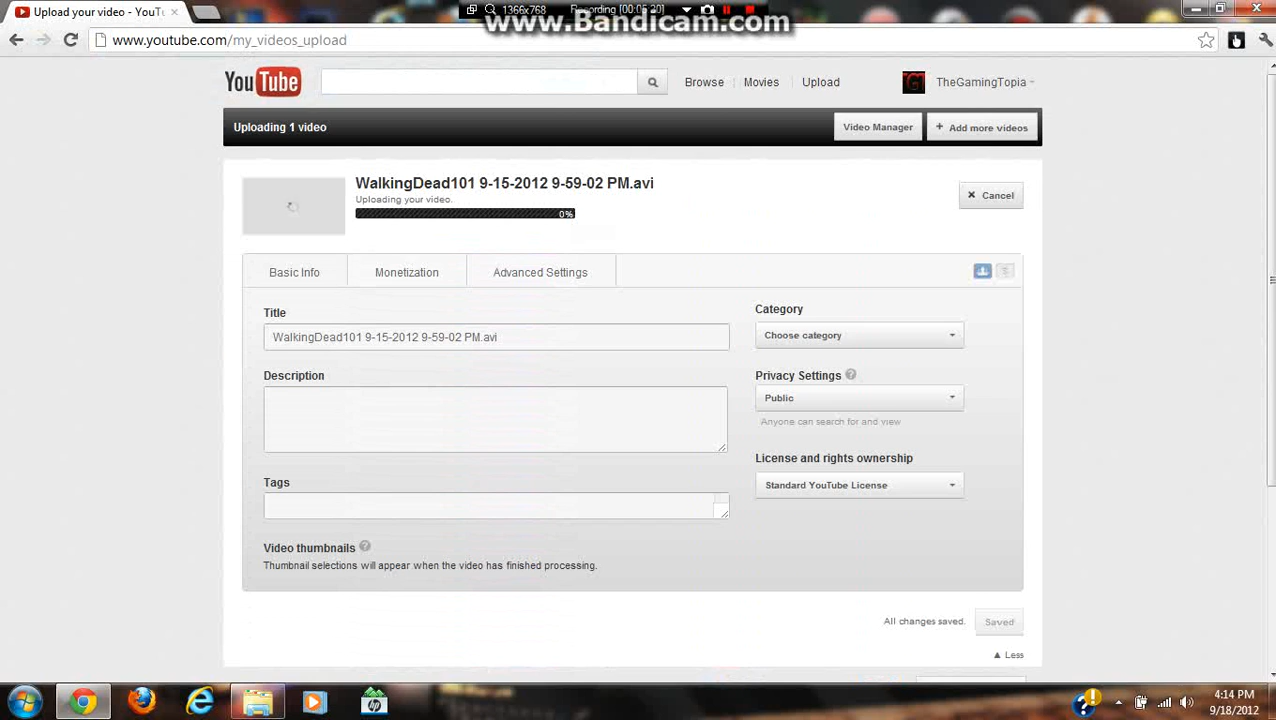 Upload your video - YouTu
1366x768 Recording [00:05:20]
www.Bandicam.com
www.youtube.com/my_videos_upload
YouTube Browse Movies Upload TheGamingTopia
Uploading 1 video Video Manager + Add more videos
WalkingDead101 9-15-2012 9-59-02 PM.avi
Uploading your video.
0%
Cancel
Basic Info Monetization Advanced Settings
Title
WalkingDead101 9-15-2012 9-59-02 PM.avi
Description
Tags
Video thumbnails
Thumbnail selections will appear when the video has finished processing.
Category
Choose category
Privacy Settings
Public
Anyone can search for and view
License and rights ownership
Standard YouTube License
All changes saved. Saved
Less
4:14 PM
9/18/2012